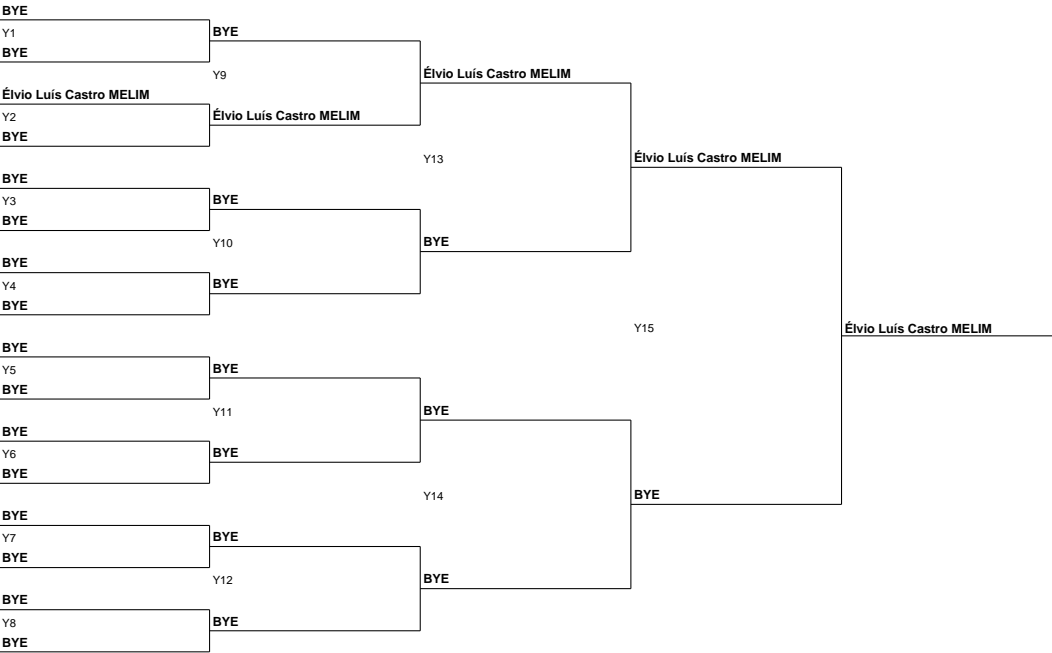 BYE
Y1
BYE
BYE
Y9
Élvio Luís Castro MELIM
Élvio Luís Castro MELIM
Y2
Élvio Luís Castro MELIM
BYE
Y13
Élvio Luís Castro MELIM
BYE
Y3
BYE
BYE
Y10
BYE
BYE
Y4
BYE
BYE
Y15
Élvio Luís Castro MELIM
BYE
Y5
BYE
BYE
Y11
BYE
BYE
Y6
BYE
BYE
Y14
BYE
BYE
Y7
BYE
BYE
Y12
BYE
BYE
Y8
BYE
BYE